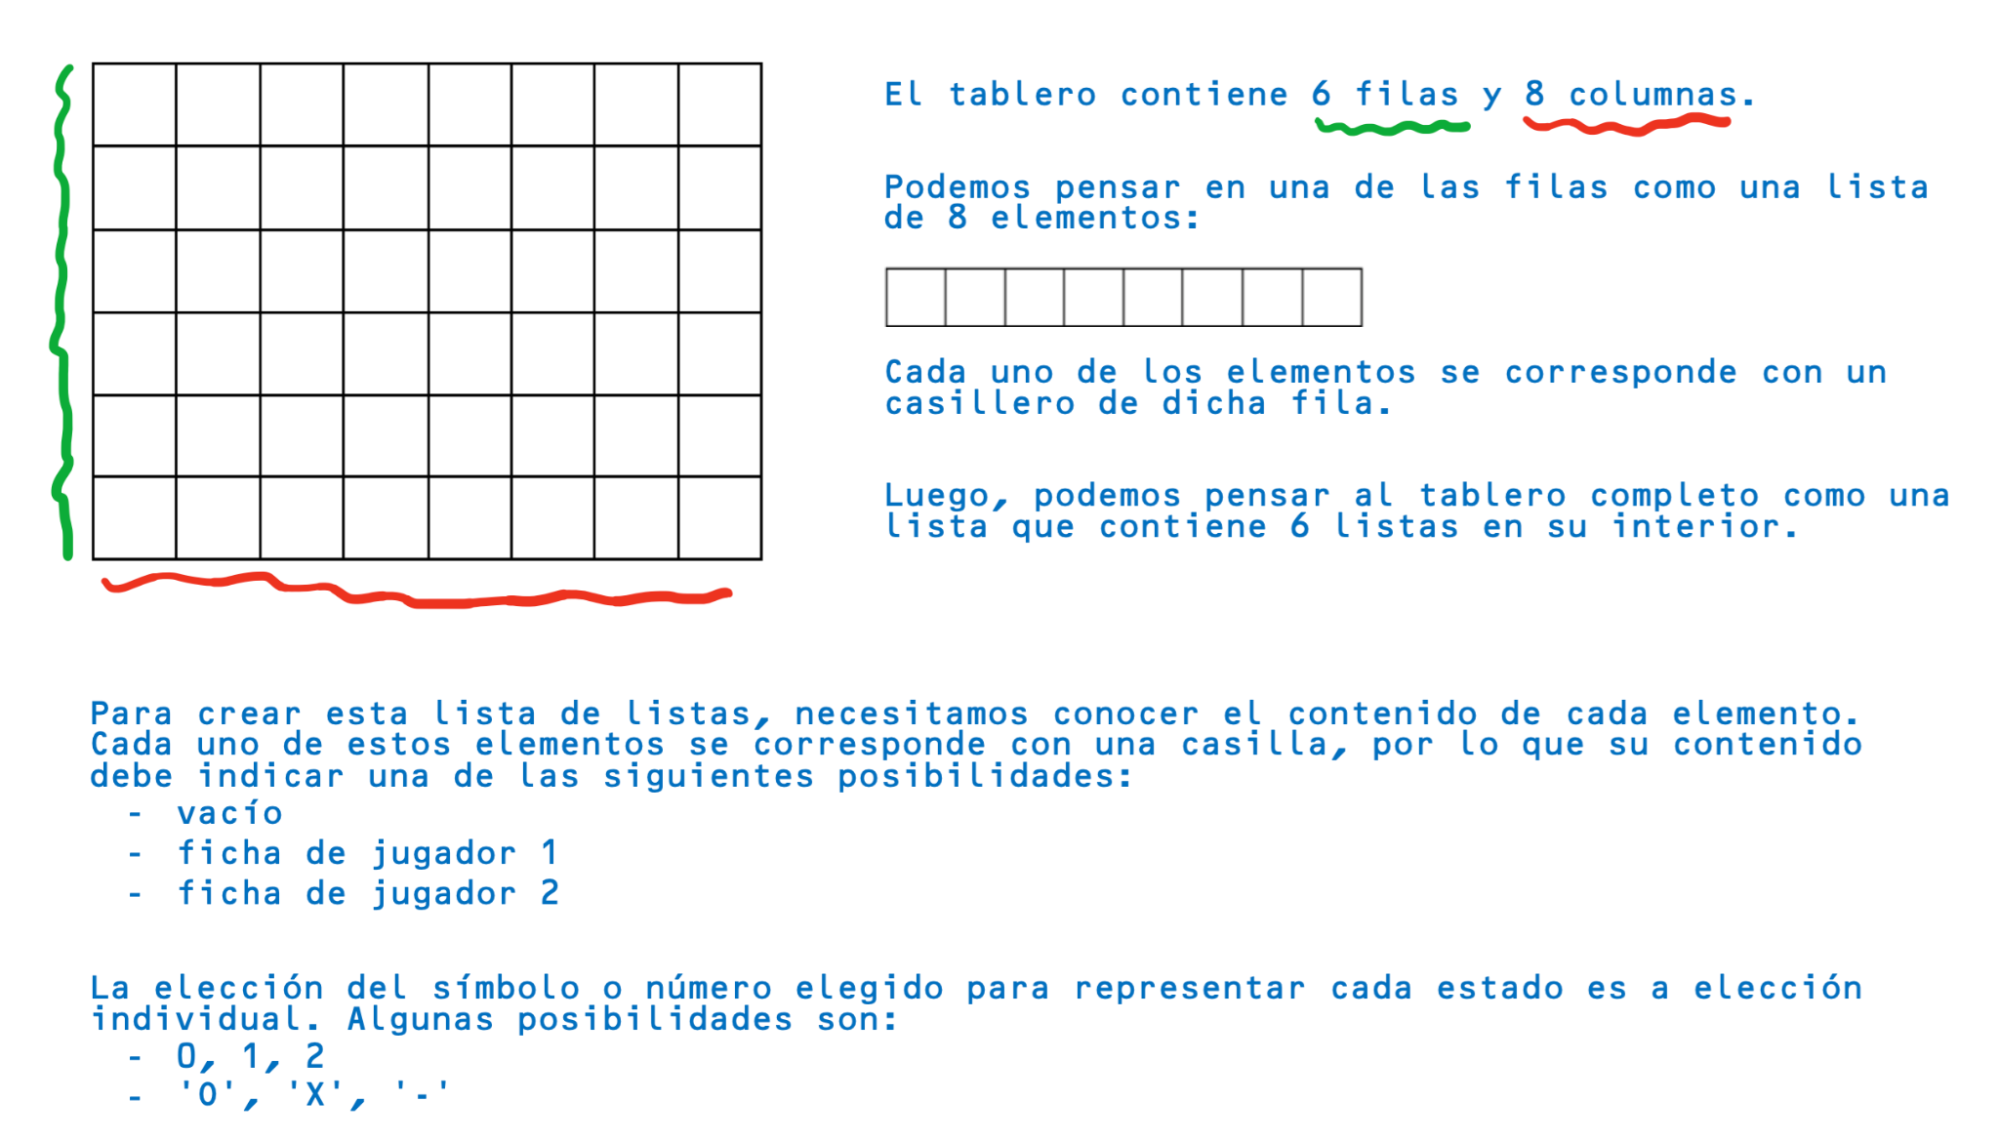 El tablero contiene 6 filas y 8 columnas.
Podemos pensar en una de las filas como una lista
de 8 elementos:
Cada uno de los elementos se corresponde con un
casillero de dicha fila.
Luego, podemos pensar al tablero completo como una
lista que contiene 6 listas en su interior.
Para crear esta lista de listas, necesitamos conocer el contenido de cada elemento.
Cada uno de estos elementos se corresponde con una casilla, por lo que su contenido
debe indicar una de las siguientes posibilidades:
- vacío
- ficha de jugador 1
- ficha de jugador 2
La elección del símbolo o número elegido para representar cada estado es a elección
individual. Algunas posibilidades son:
- 0, 1, 2
- 'O', 'X', '-'